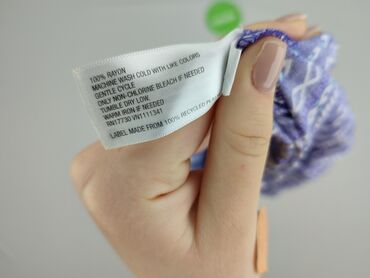 100% RAYON
MACHINE WASH COLD WITH LIKE COLORS
GENTLE CYCLE
ONLY NON-CHLORINE BLEACH IF NEEDED
TUMBLE DRY LOW.
WARM IRON IF NEEDED
RN17730 VN1111341
LABEL MADE FROM 100% RECYCLED